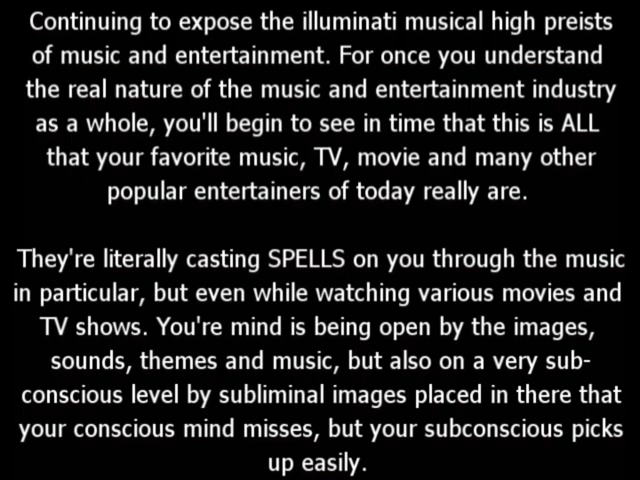 Continuing to expose the illuminati musical high preists
of music and entertainment. For once you understand
the real nature of the music and entertainment industry
as a whole, you'll begin to see in time that this is ALL
that your favorite music, TV, movie and many other
popular entertainers of today really are.
They're literally casting SPELLS on you through the music
in particular, but even while watching various movies and
TV shows. You're mind is being open by the images,
sounds, themes and music, but also on a very sub-
conscious level by subliminal images placed in there that
your conscious mind misses, but your subconscious picks
up easily.